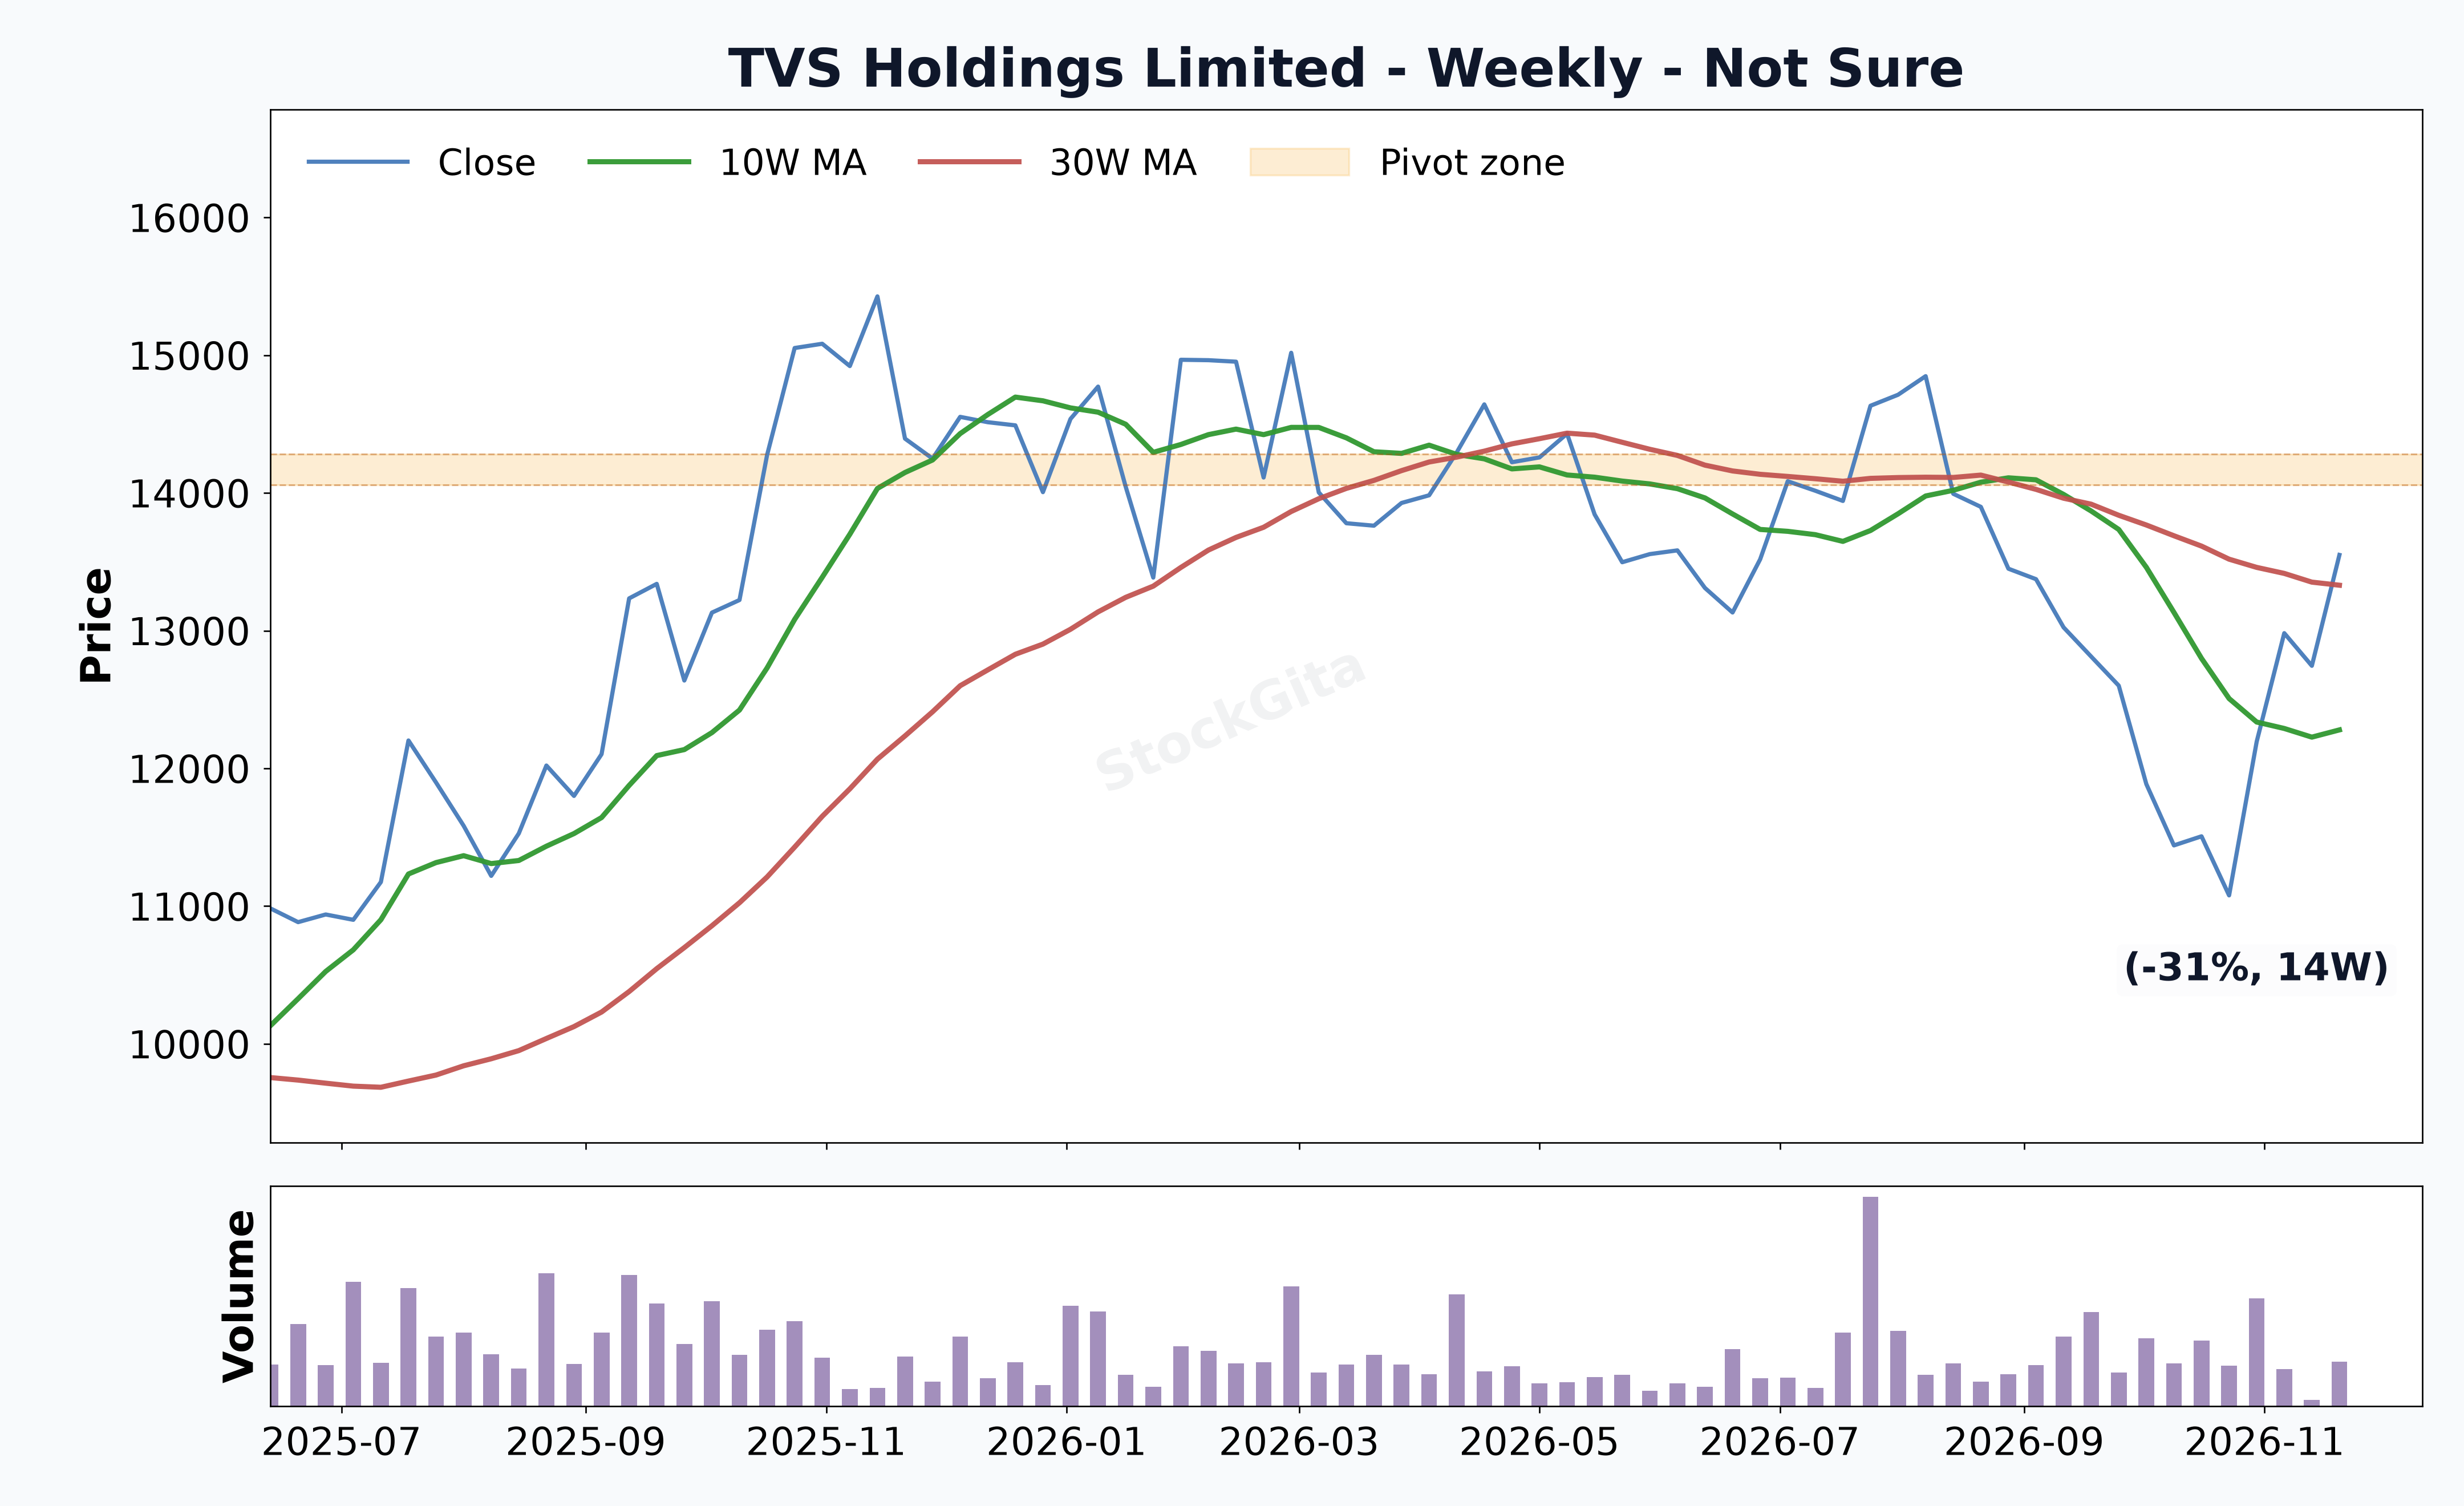 TVS Holdings Limited - Weekly - Not Sure
Close 10W MA 30W MA Pivot zone
Price
16000
15000
14000
13000
12000
11000
10000
StockGita
(-31%, 14W)
Volume
2025-07 2025-09 2025-11 2026-01 2026-03 2026-05 2026-07 2026-09 2026-11